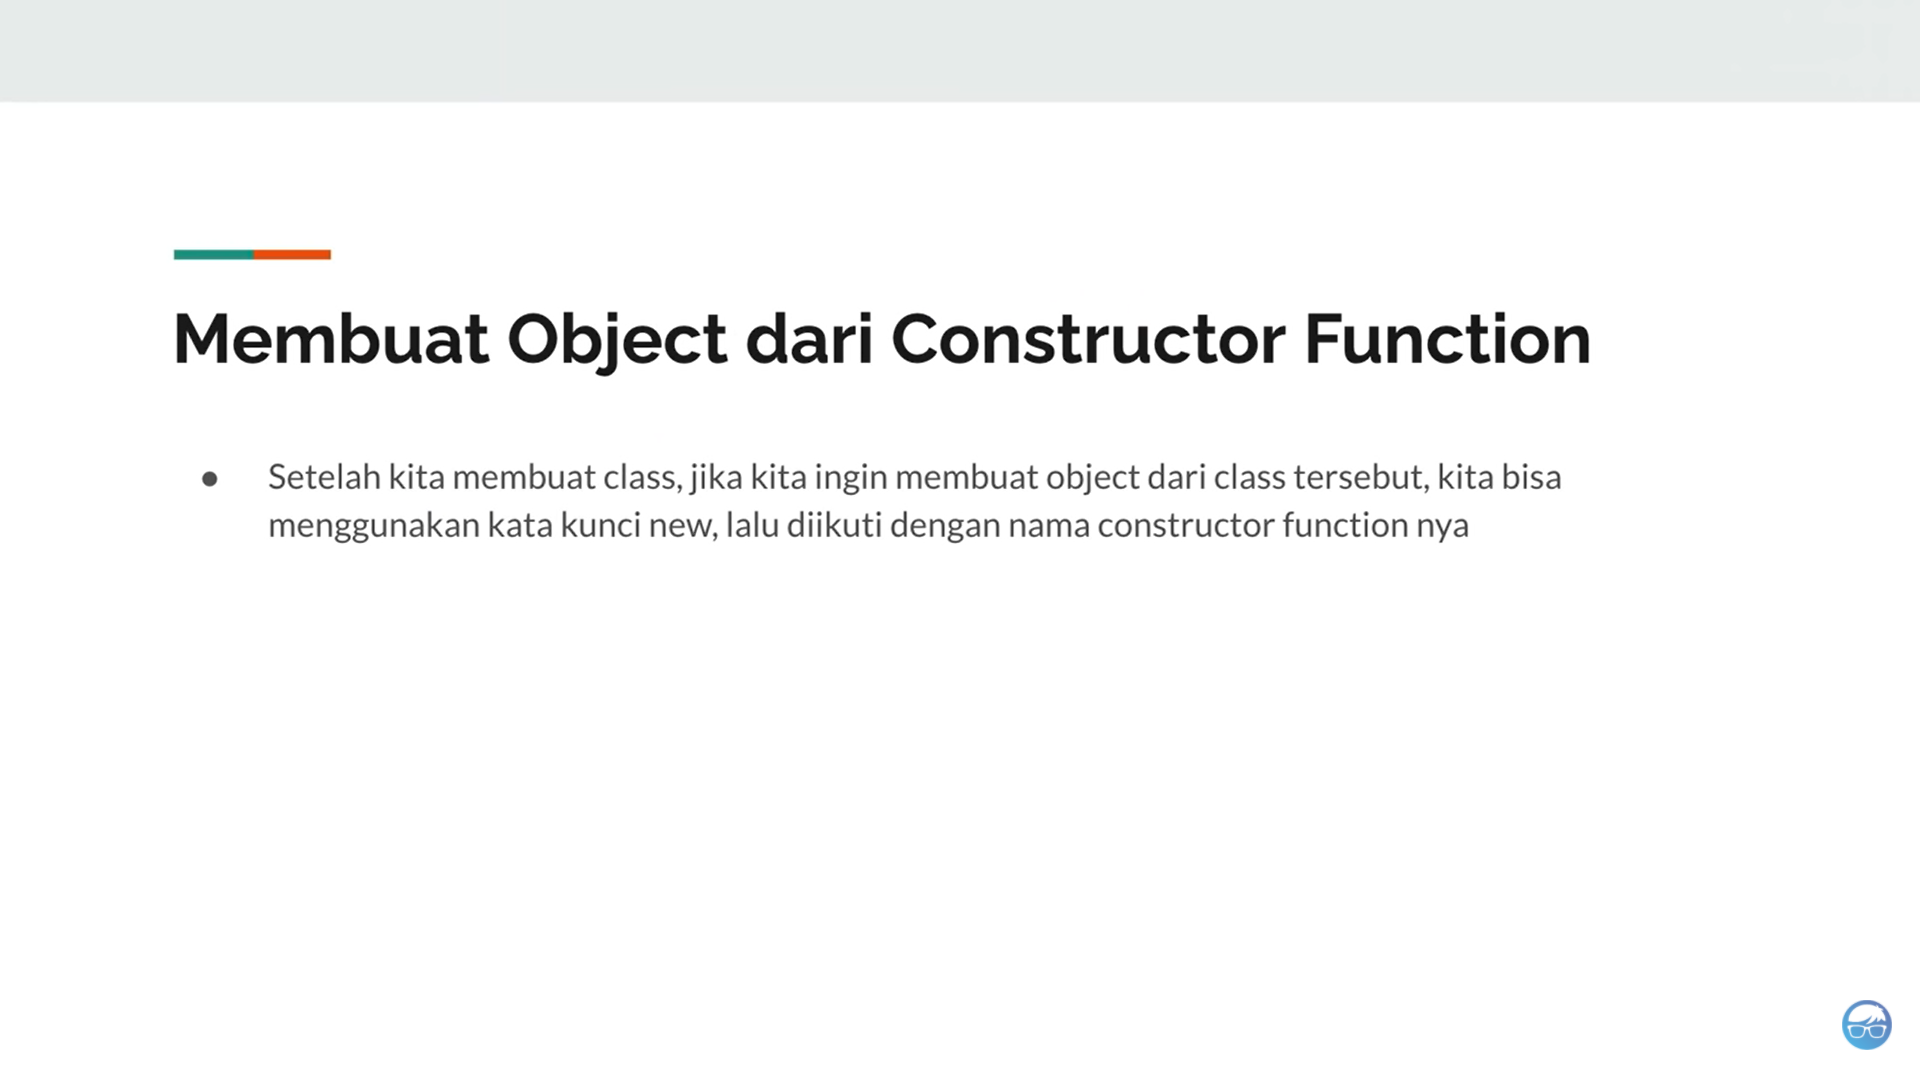 Membuat Object dari Constructor Function
● Setelah kita membuat class, jika kita ingin membuat object dari class tersebut, kita bisa
menggunakan kata kunci new, lalu diikuti dengan nama constructor function nya